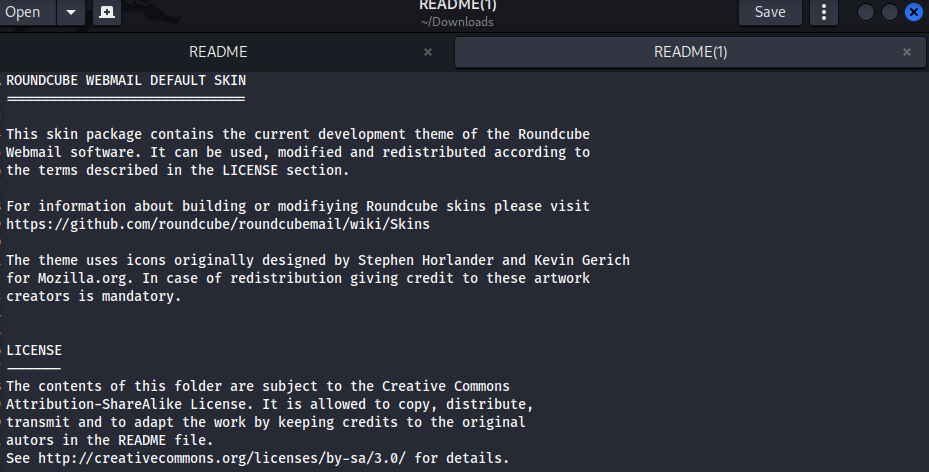 Open
README(1)
~/Downloads
Save
README
README(1)
ROUNDCUBE WEBMAIL DEFAULT SKIN
==============================
This skin package contains the current development theme of the Roundcube
Webmail software. It can be used, modified and redistributed according to
the terms described in the LICENSE section.
For information about building or modifiying Roundcube skins please visit
https://github.com/roundcube/roundcubemail/wiki/Skins
The theme uses icons originally designed by Stephen Horlander and Kevin Gerich
for Mozilla.org. In case of redistribution giving credit to these artwork
creators is mandatory.
LICENSE
-------
The contents of this folder are subject to the Creative Commons
Attribution-ShareAlike License. It is allowed to copy, distribute,
transmit and to adapt the work by keeping credits to the original
autors in the README file.
See http://creativecommons.org/licenses/by-sa/3.0/ for details.